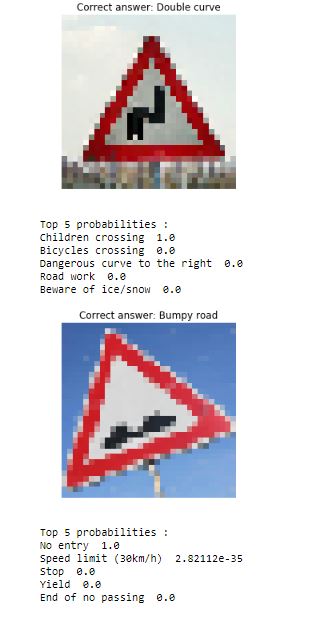 Correct answer: Double curve
Top 5 probabilities :
Children crossing  1.0
Bicycles crossing  0.0
Dangerous curve to the right  0.0
Road work  0.0
Beware of ice/snow  0.0
Correct answer: Bumpy road
Top 5 probabilities :
No entry  1.0
Speed limit (30km/h)  2.82112e-35
Stop  0.0
Yield  0.0
End of no passing  0.0